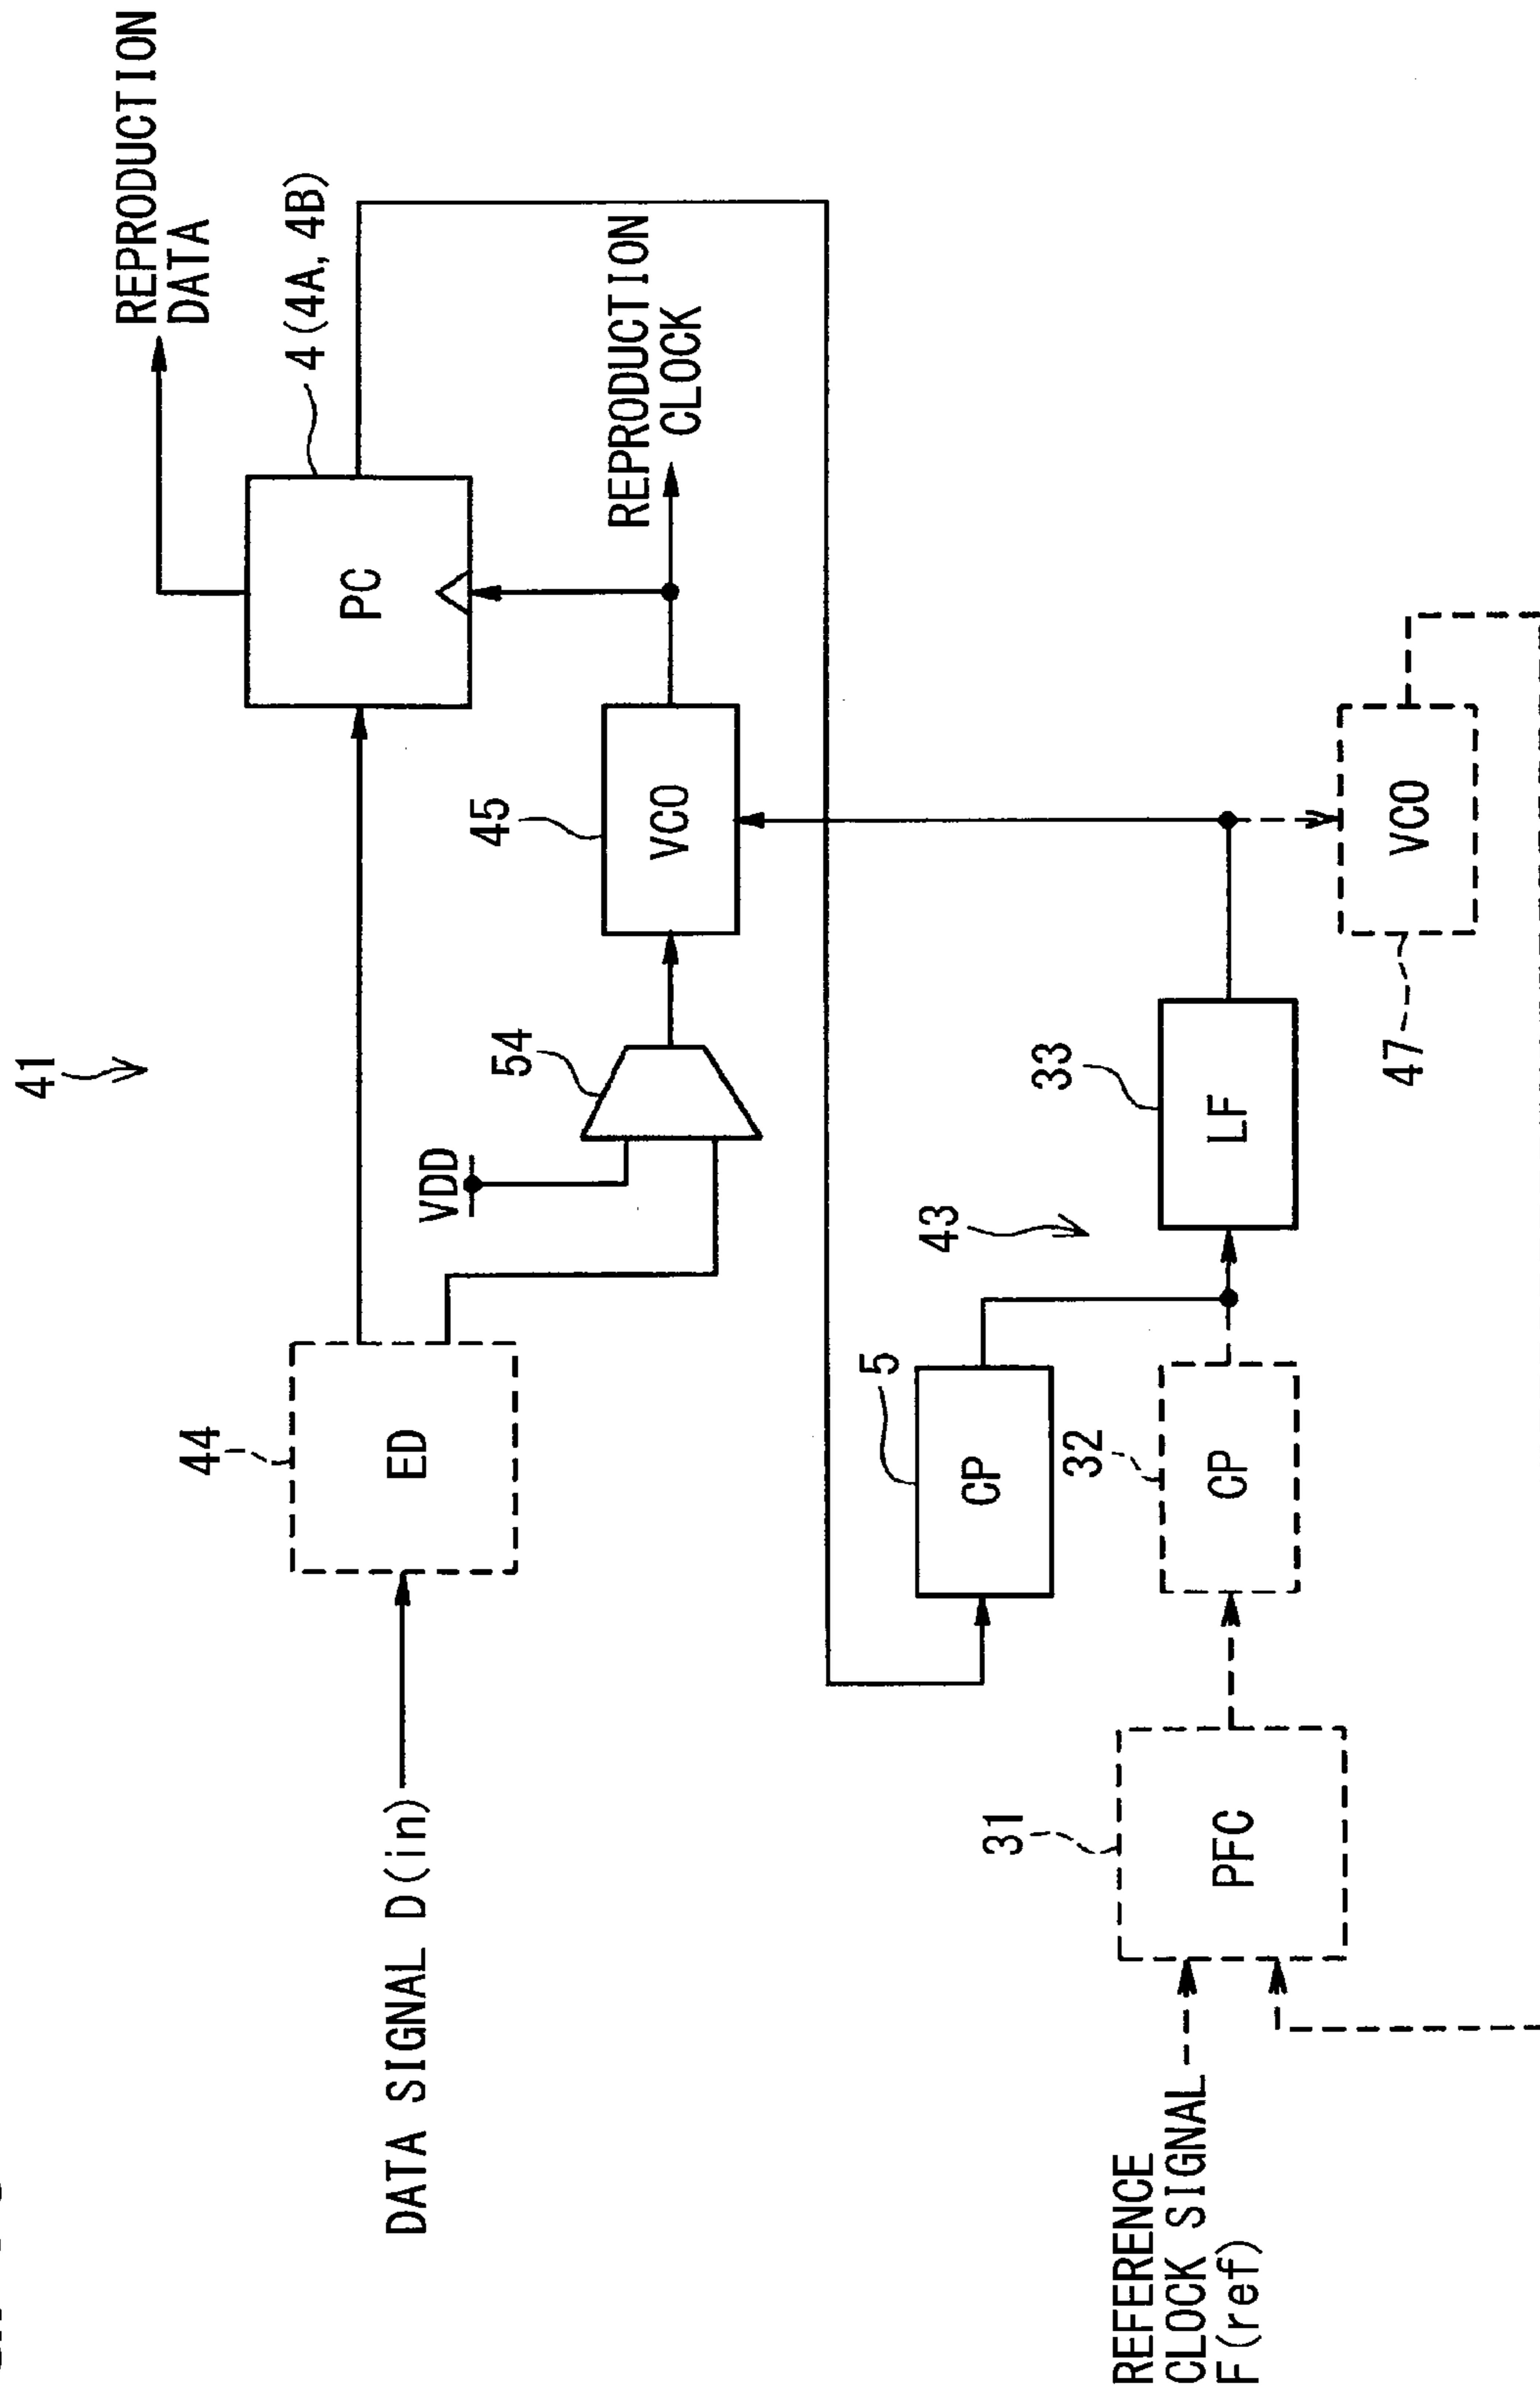 41
REPRODUCTION
DATA
4 (4A, 4B)
PC
44
ED
DATA SIGNAL D(in)
VDD
54
45
VCO
REPRODUCTION
CLOCK
5
CP
43
33
LF
32
CP
31
PFC
REFERENCE
CLOCK SIGNAL
F(ref)
47
VCO